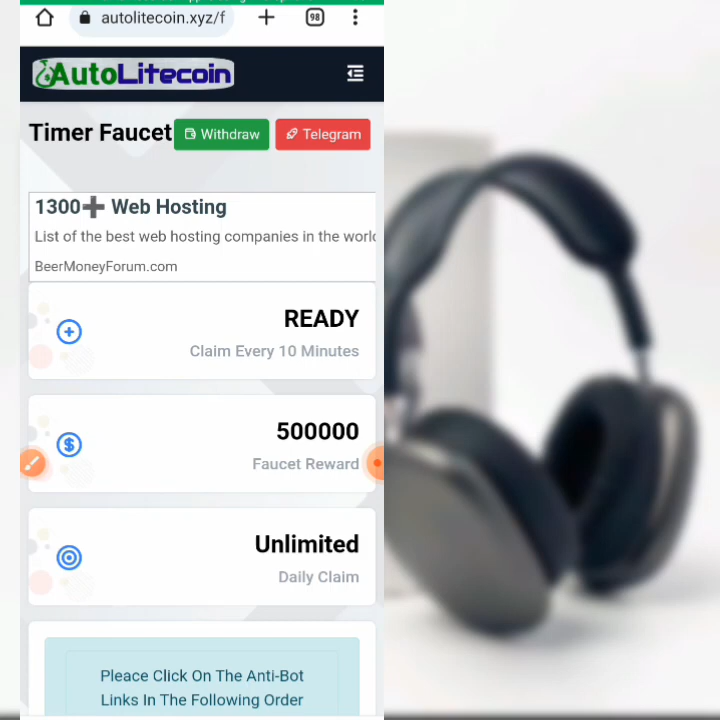 autolitecoin.xyz/f
98
AutoLitecoin
Timer Faucet
Withdraw
Telegram
1300➕ Web Hosting
List of the best web hosting companies in the worl
BeerMoneyForum.com
READY
Claim Every 10 Minutes
500000
Faucet Reward
Unlimited
Daily Claim
Pleace Click On The Anti-Bot
Links In The Following Order